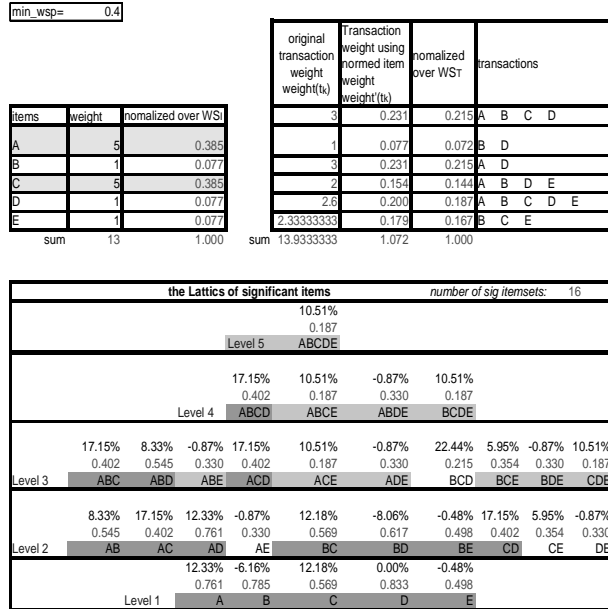 min_wsp= 0.4
original transaction weight weight(tk)
Transaction weight using normed item weight weight'(tk)
nomalized over WST
transactions
items weight nomalized over WSI
3 0.231 0.215 A B C D
A 5 0.385
1 0.077 0.072 B D
B 1 0.077
3 0.231 0.215 A D
C 5 0.385
2 0.154 0.144 A B D E
D 1 0.077
2.6 0.200 0.187 A B C D E
E 1 0.077
2.33333333 0.179 0.167 B C E
sum 13 1.000
sum 13.9333333 1.072 1.000
the Lattics of significant items number of sig itemsets: 16
10.51%
0.187
Level 5 ABCDE
17.15% 10.51% -0.87% 10.51%
0.402 0.187 0.330 0.187
Level 4 ABCD ABCE ABDE BCDE
17.15% 8.33% -0.87% 17.15% 10.51% -0.87% 22.44% 5.95% -0.87% 10.51%
0.402 0.545 0.330 0.402 0.187 0.330 0.215 0.354 0.330 0.187
Level 3 ABC ABD ABE ACD ACE ADE BCD BCE BDE CDE
8.33% 17.15% 12.33% -0.87% 12.18% -8.06% -0.48% 17.15% 5.95% -0.87%
0.545 0.402 0.761 0.330 0.569 0.617 0.498 0.402 0.354 0.330
Level 2 AB AC AD AE BC BD BE CD CE DE
12.33% -6.16% 12.18% 0.00% -0.48%
0.761 0.785 0.569 0.833 0.498
Level 1 A B C D E